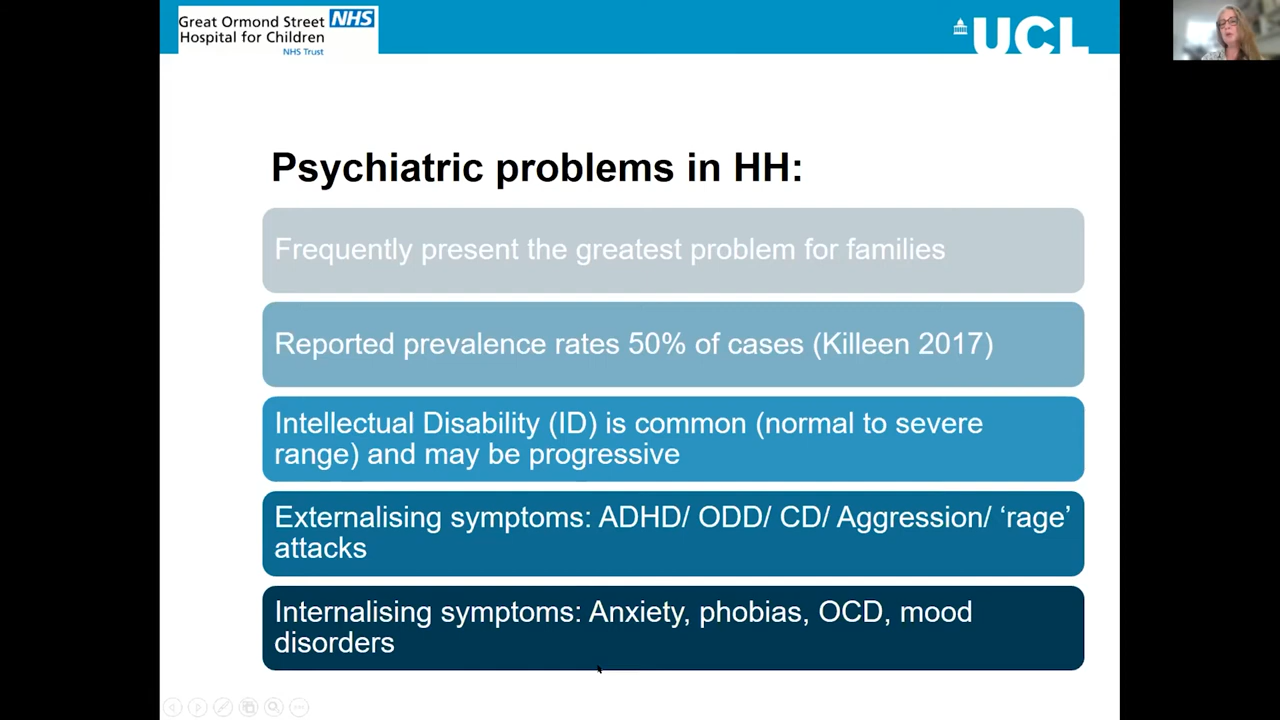 Great Ormond Street NHS
Hospital for Children
NHS Trust
UCL
Psychiatric problems in HH:
Frequently present the greatest problem for families
Reported prevalence rates 50% of cases (Killeen 2017)
Intellectual Disability (ID) is common (normal to severe
range) and may be progressive
Externalising symptoms: ADHD/ ODD/ CD/ Aggression/ ‘rage’
attacks
Internalising symptoms: Anxiety, phobias, OCD, mood
disorders